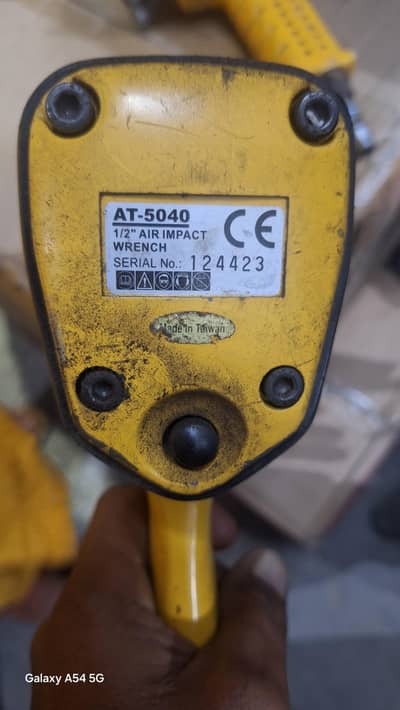 AT-5040
1/2" AIR IMPACT
WRENCH
CE
SERIAL No.: 124423
Made In Taiwan
Galaxy A54 5G